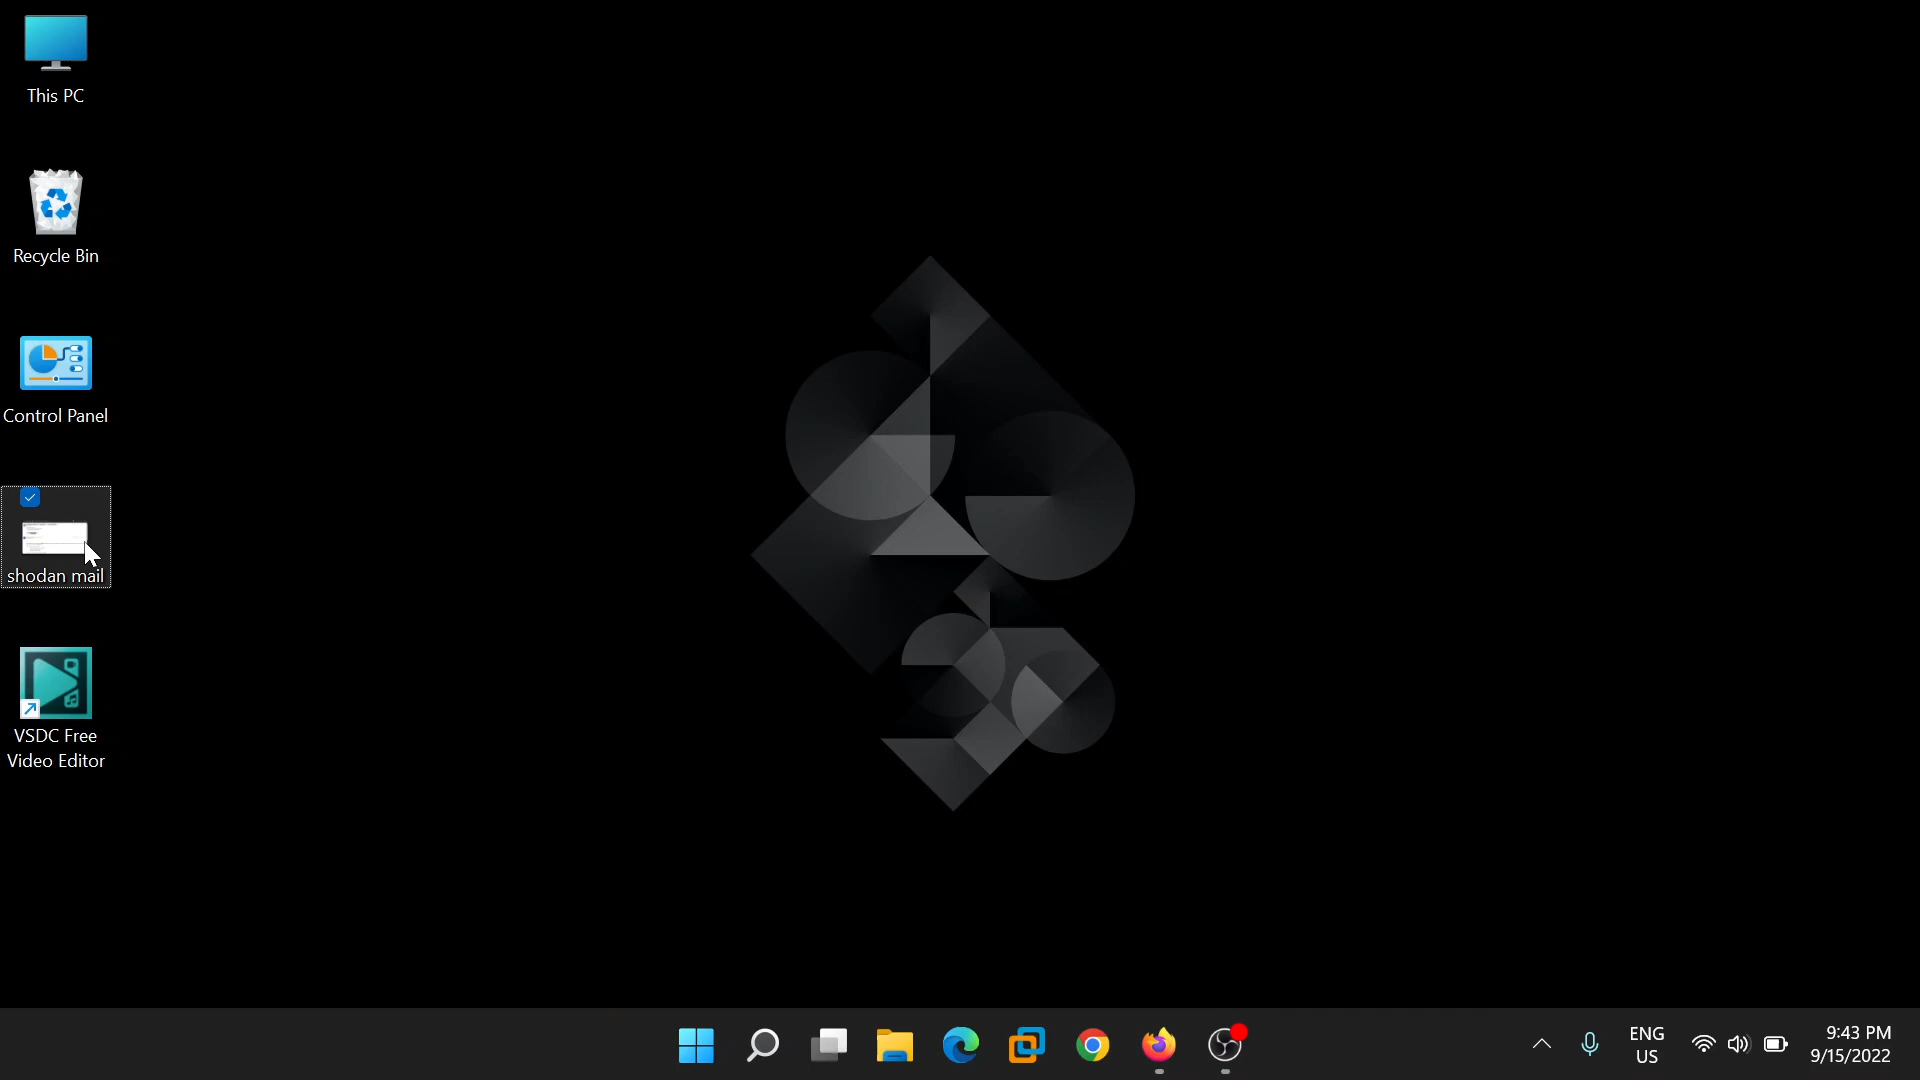 This PC
Recycle Bin
Control Panel
shodan mail
VSDC Free
Video Editor
ENG
US
9:43 PM
9/15/2022